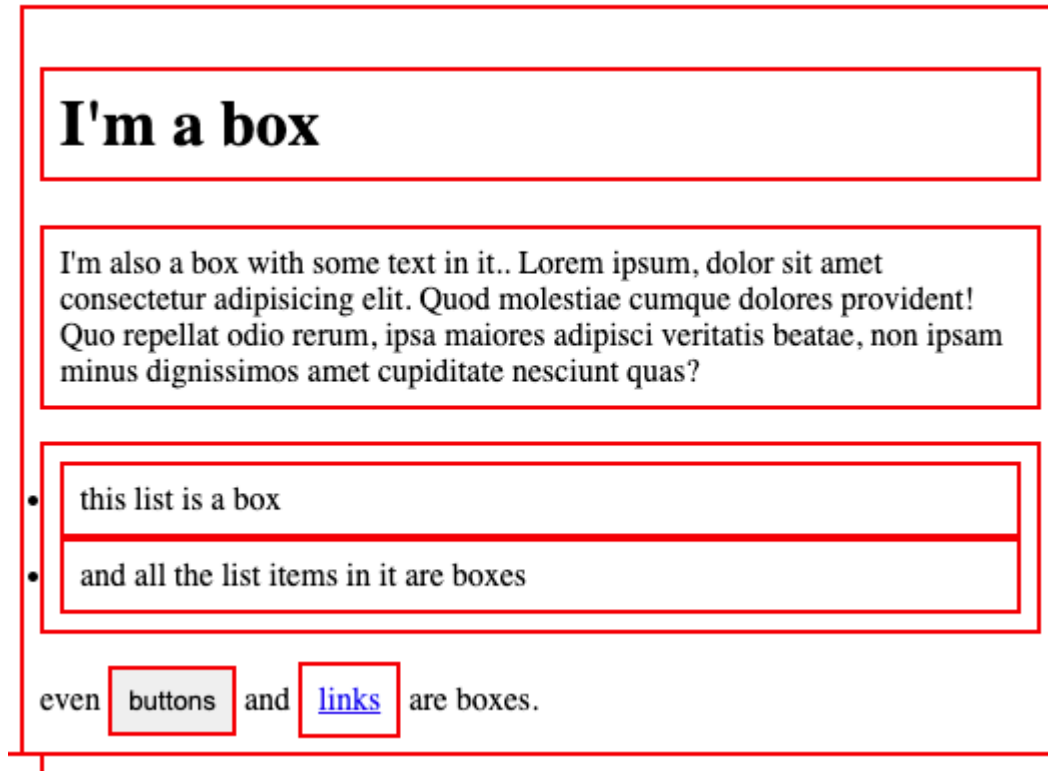 I'm a box
I'm also a box with some text in it.. Lorem ipsum, dolor sit amet
consectetur adipisicing elit. Quod molestiae cumque dolores provident!
Quo repellat odio rerum, ipsa maiores adipisci veritatis beatae, non ipsam
minus dignissimos amet cupiditate nesciunt quas?
• this list is a box
• and all the list items in it are boxes
even buttons and links are boxes.